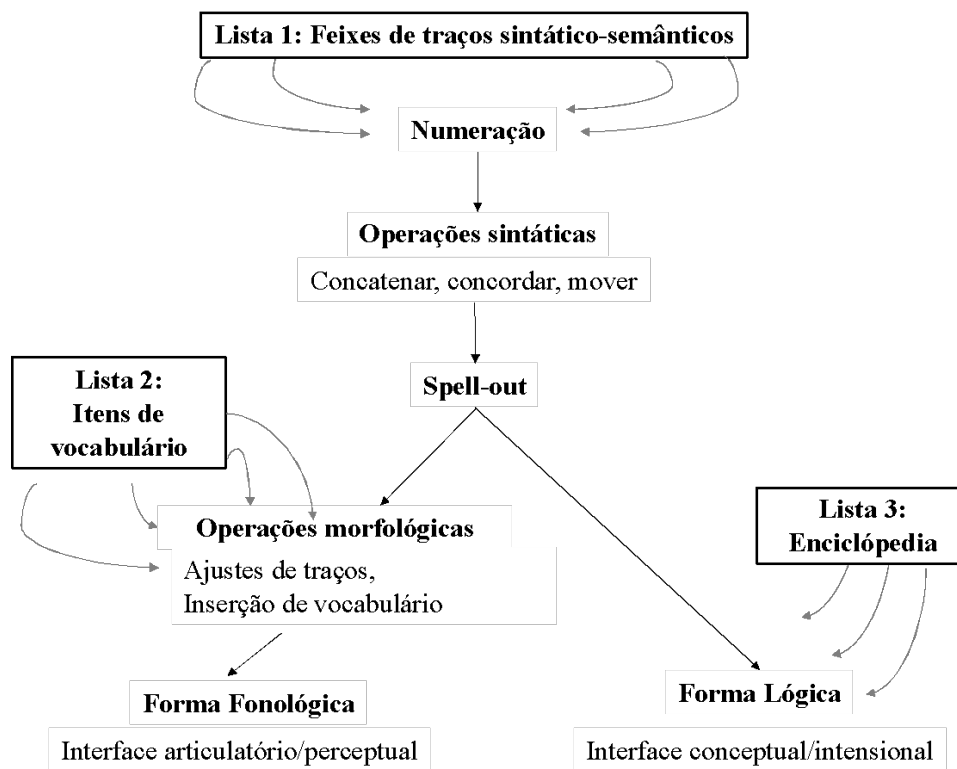 Lista 1: Feixes de traços sintático-semânticos
Numeração
Operações sintáticas
Concatenar, concordar, mover
Lista 2:
Itens de
vocabulário
Spell-out
Operações morfológicas
Ajustes de traços,
Inserção de vocabulário
Lista 3:
Enciclópedia
Forma Fonológica
Interface articulatório/perceptual
Forma Lógica
Interface conceptual/intensional